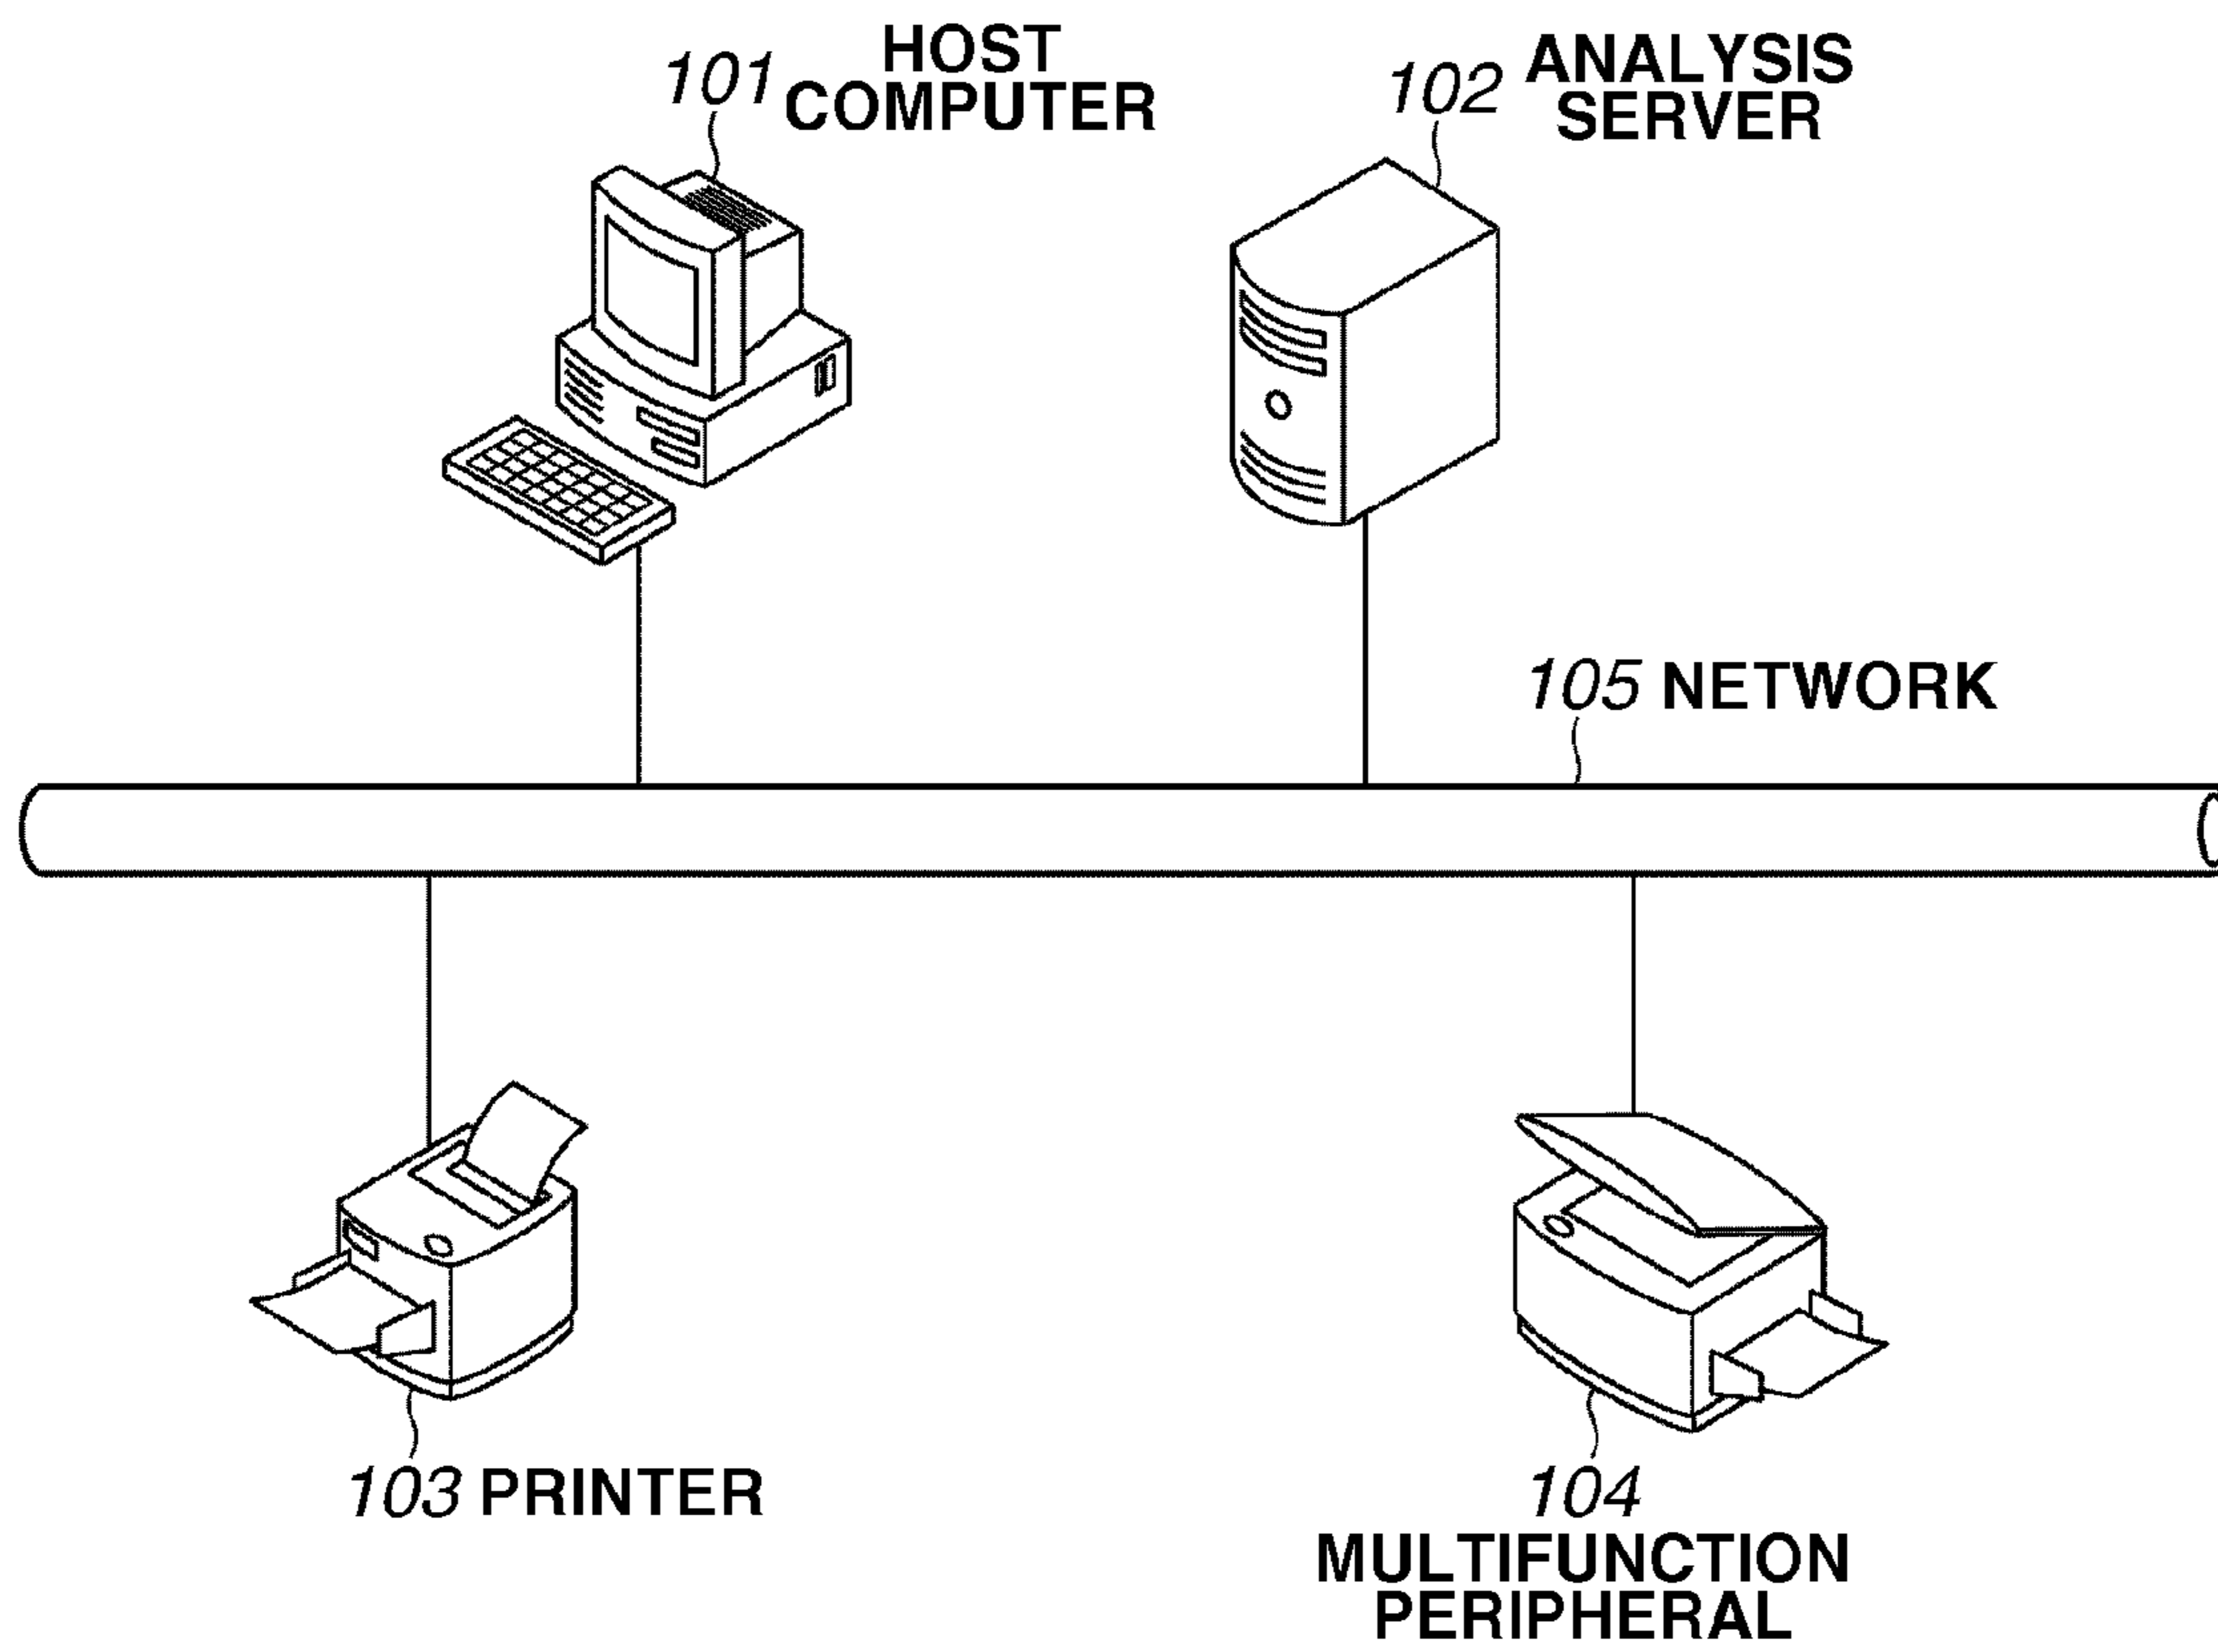 101 HOST
COMPUTER
102 ANALYSIS
SERVER
105 NETWORK
103 PRINTER
104
MULTIFUNCTION
PERIPHERAL